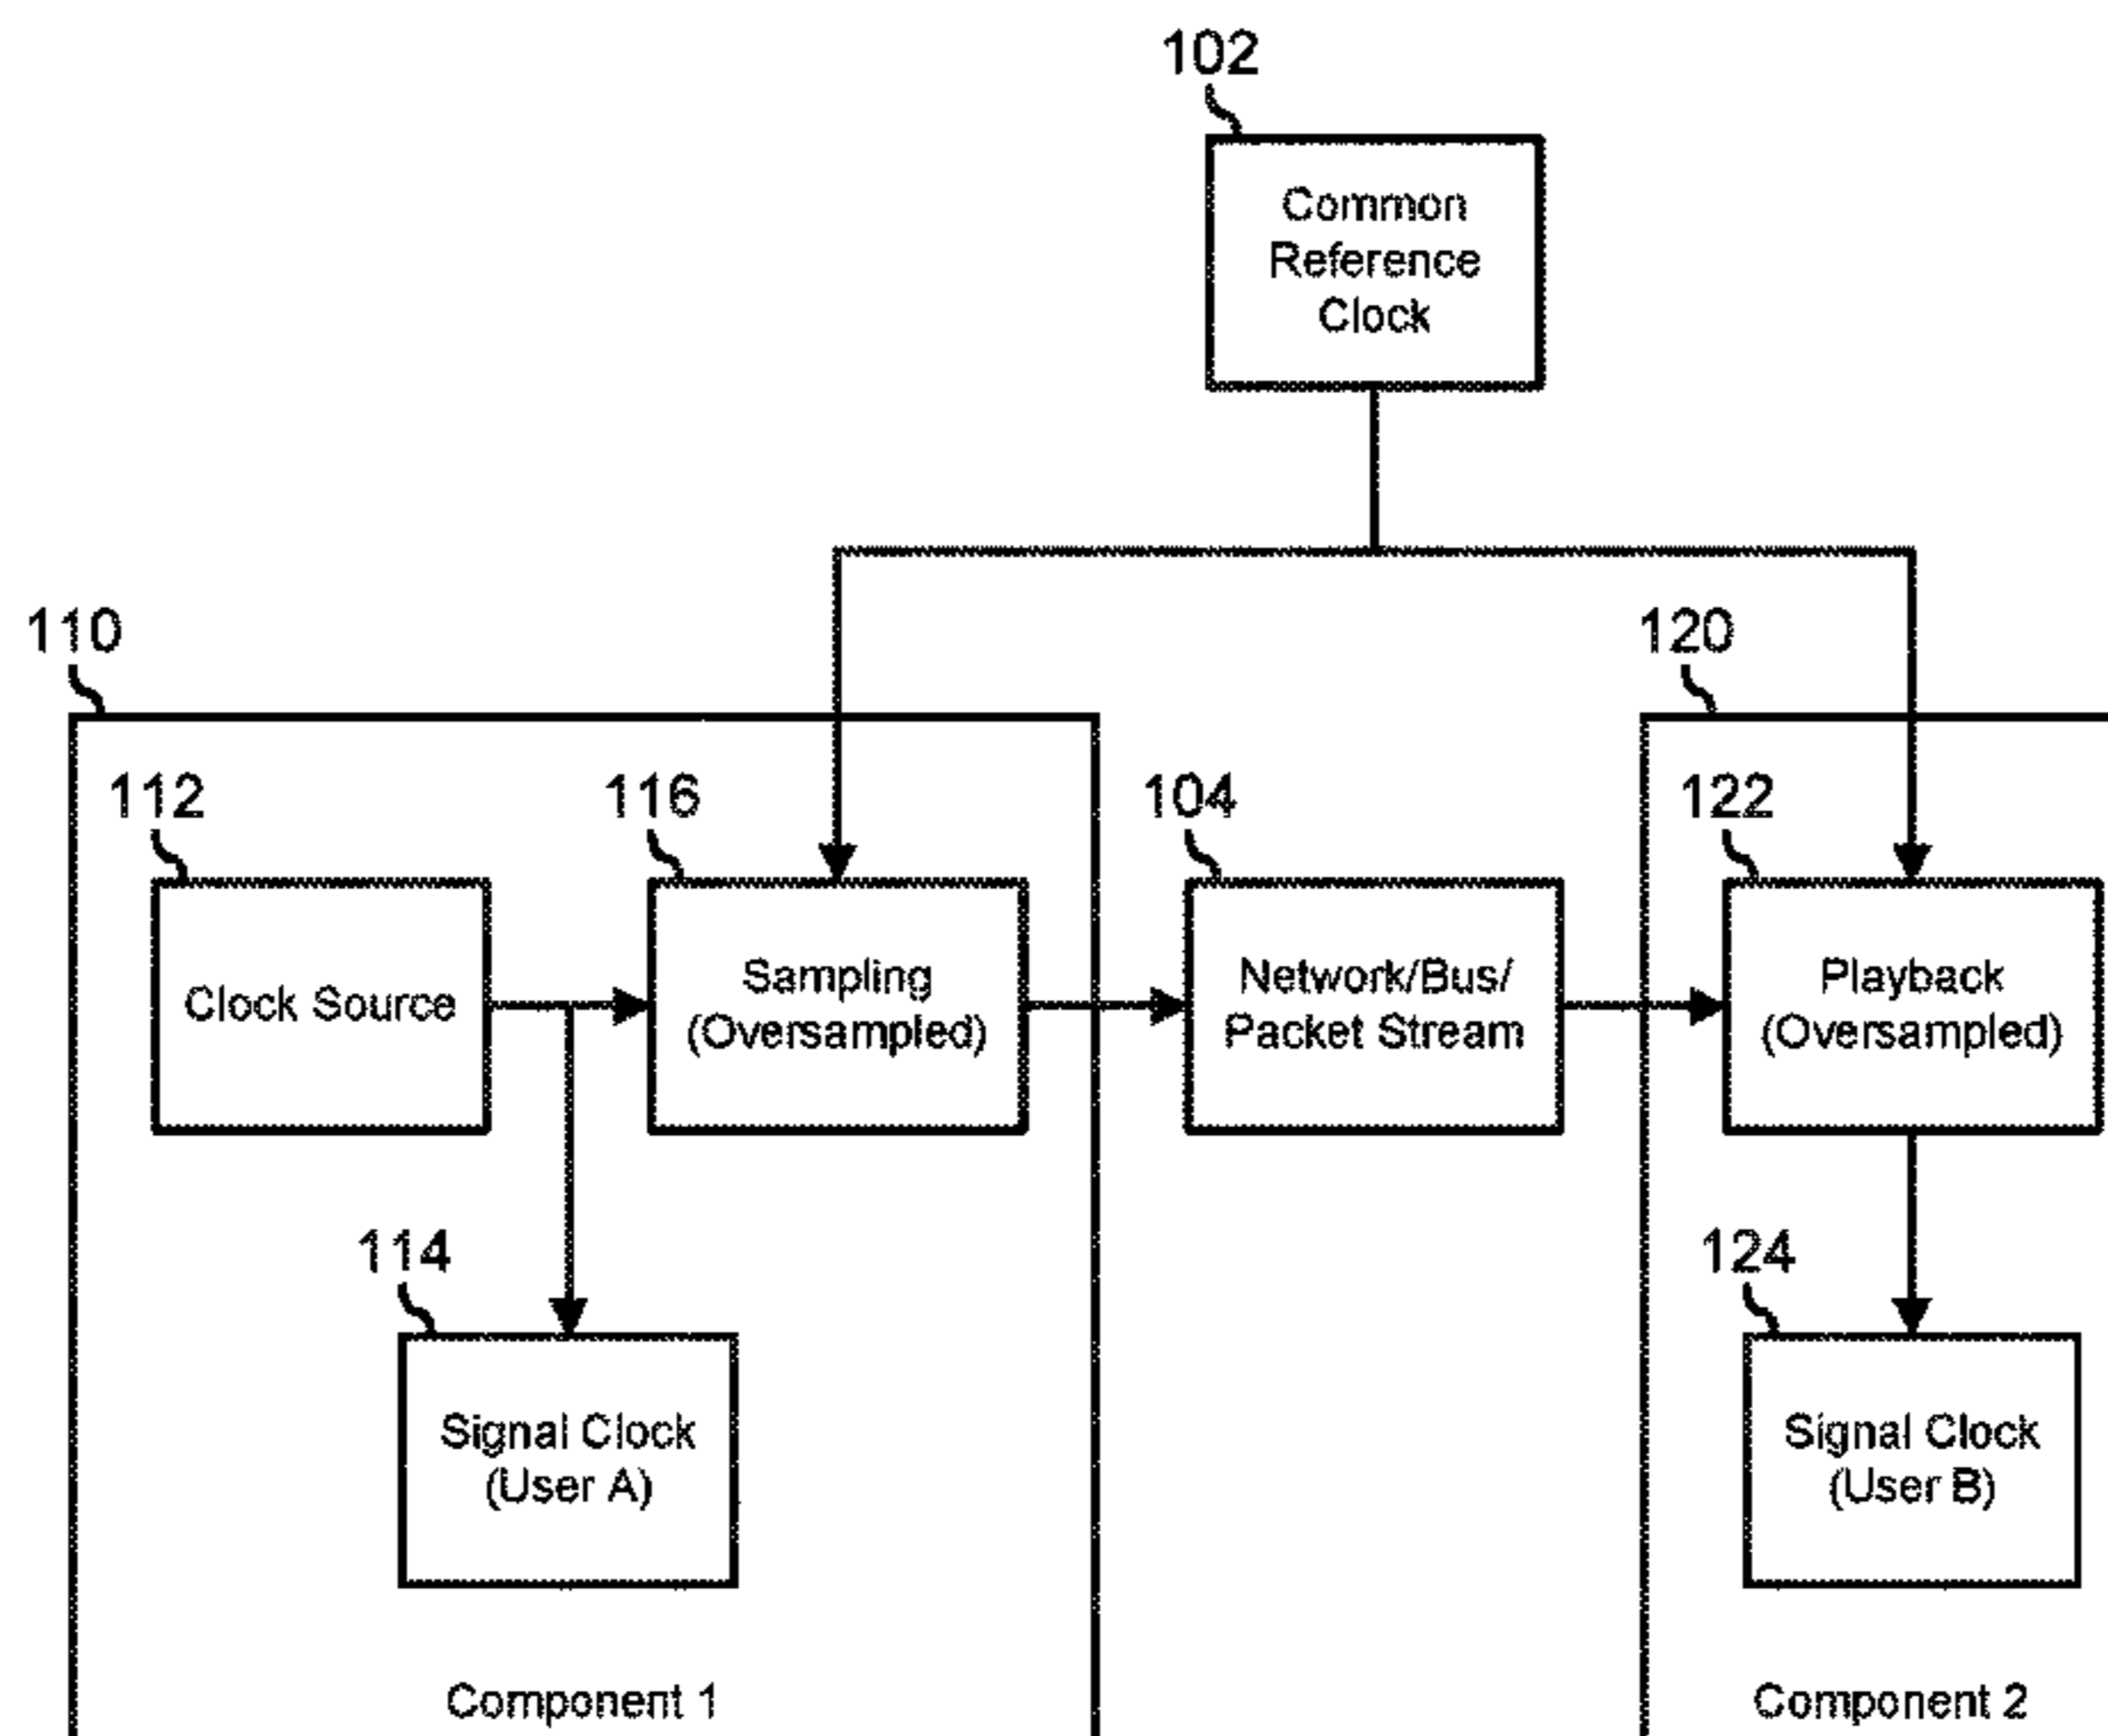 102
Common
Reference
Clock
110
120
112
116
104
122
Clock Source
Sampling
(Oversampled)
Network/Bus/
Packet Stream
Playback
(Oversampled)
114
124
Signal Clock
(User A)
Signal Clock
(User B)
Component 1
Component 2